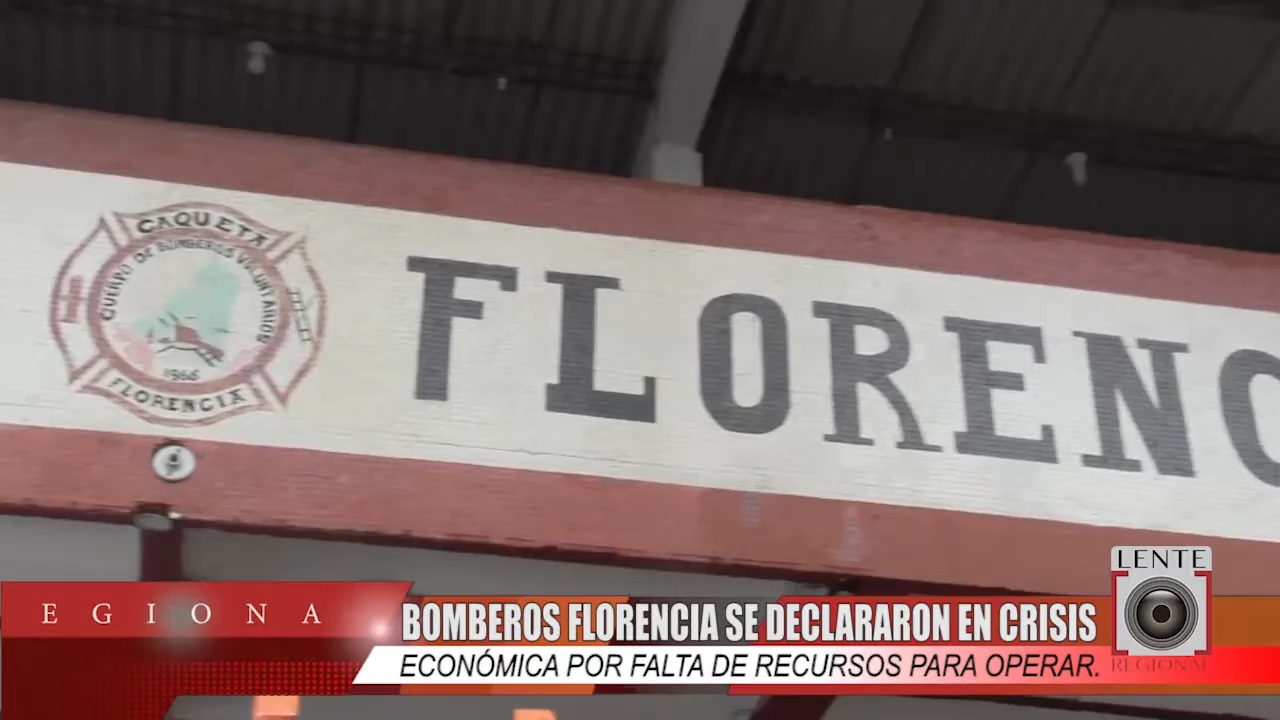 CAQUETA
CUERPO DE BOMBEROS VOLUNTARIOS
1966
FLORENCIA
FLORENC
EGIONA
BOMBEROS FLORENCIA SE DECLARARON EN CRISIS
ECONÓMICA POR FALTA DE RECURSOS PARA OPERAR.
LENTE
REGIONAL